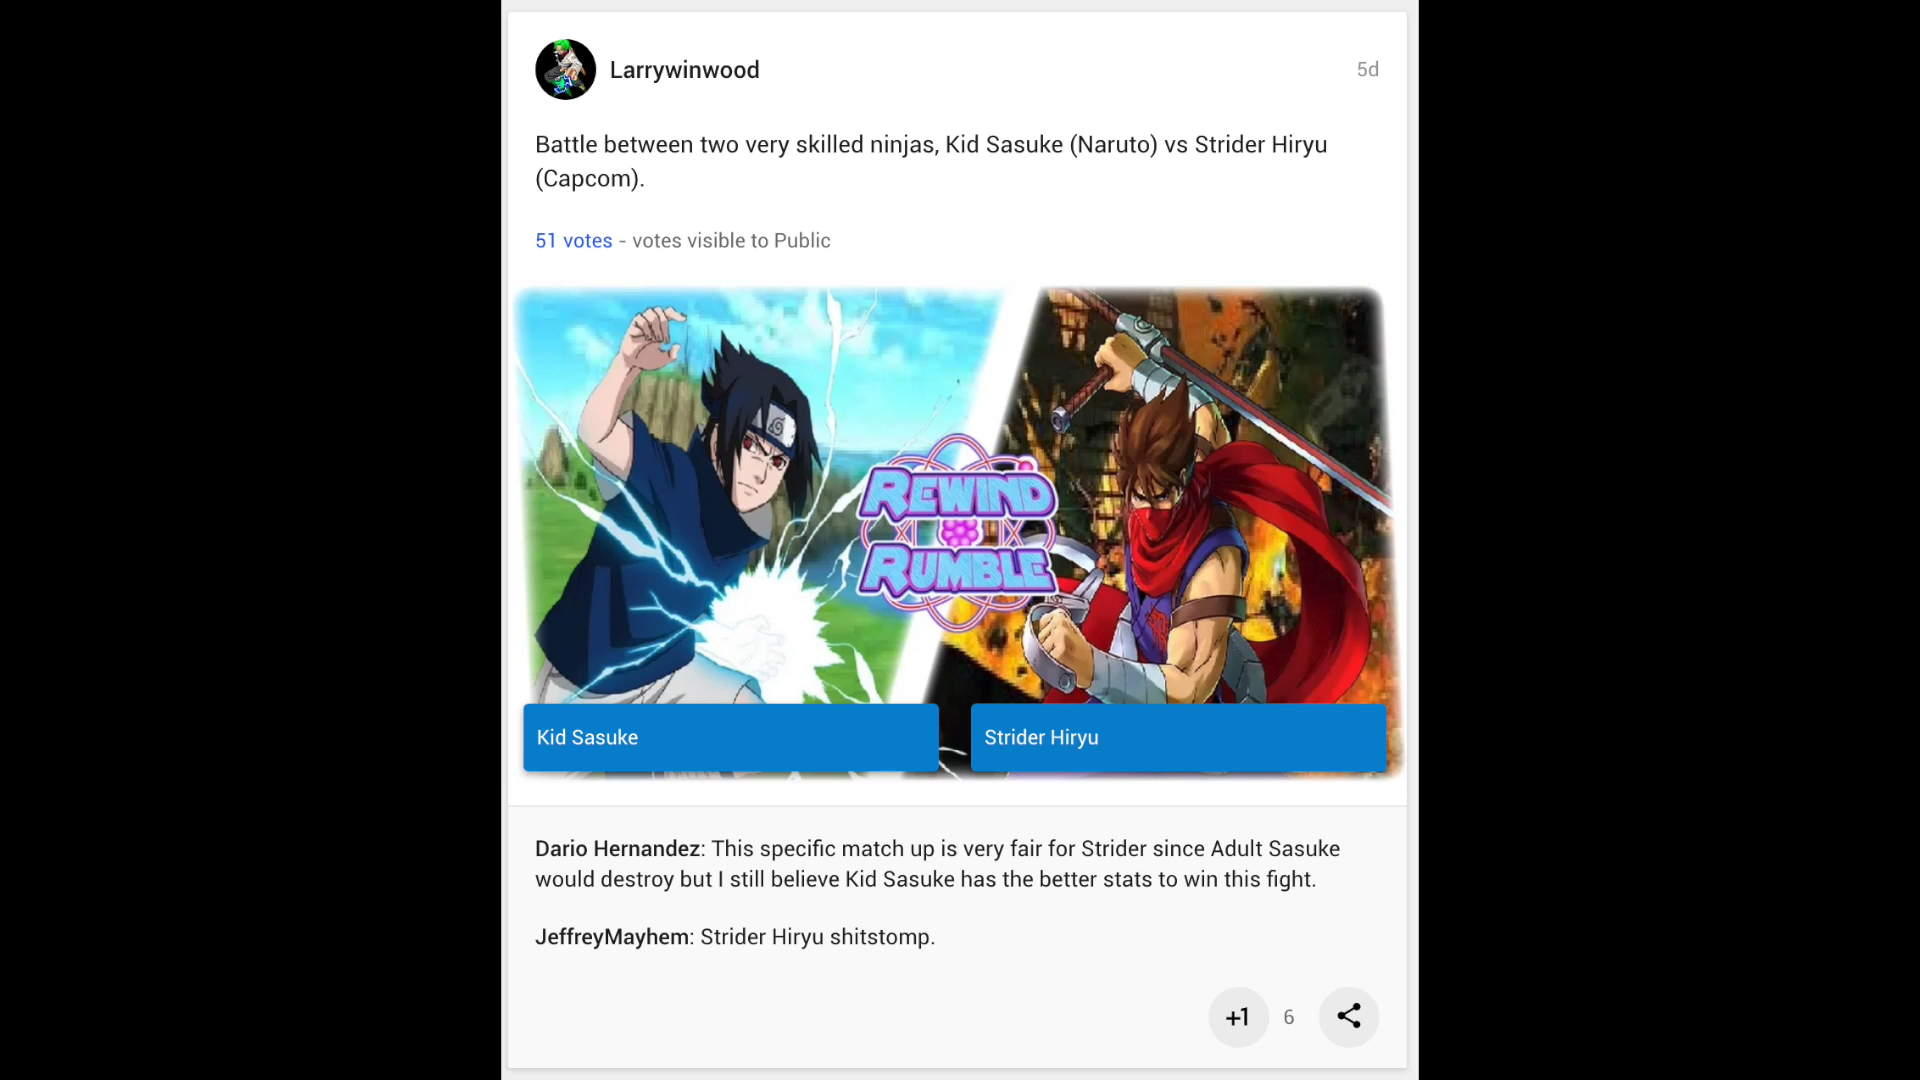 Larrywinwood
5d
Battle between two very skilled ninjas, Kid Sasuke (Naruto) vs Strider Hiryu
(Capcom).
51 votes - votes visible to Public
REWIND
RUMBLE
Kid Sasuke
Strider Hiryu
Dario Hernandez: This specific match up is very fair for Strider since Adult Sasuke
would destroy but I still believe Kid Sasuke has the better stats to win this fight.
JeffreyMayhem: Strider Hiryu shitstomp.
+1
6